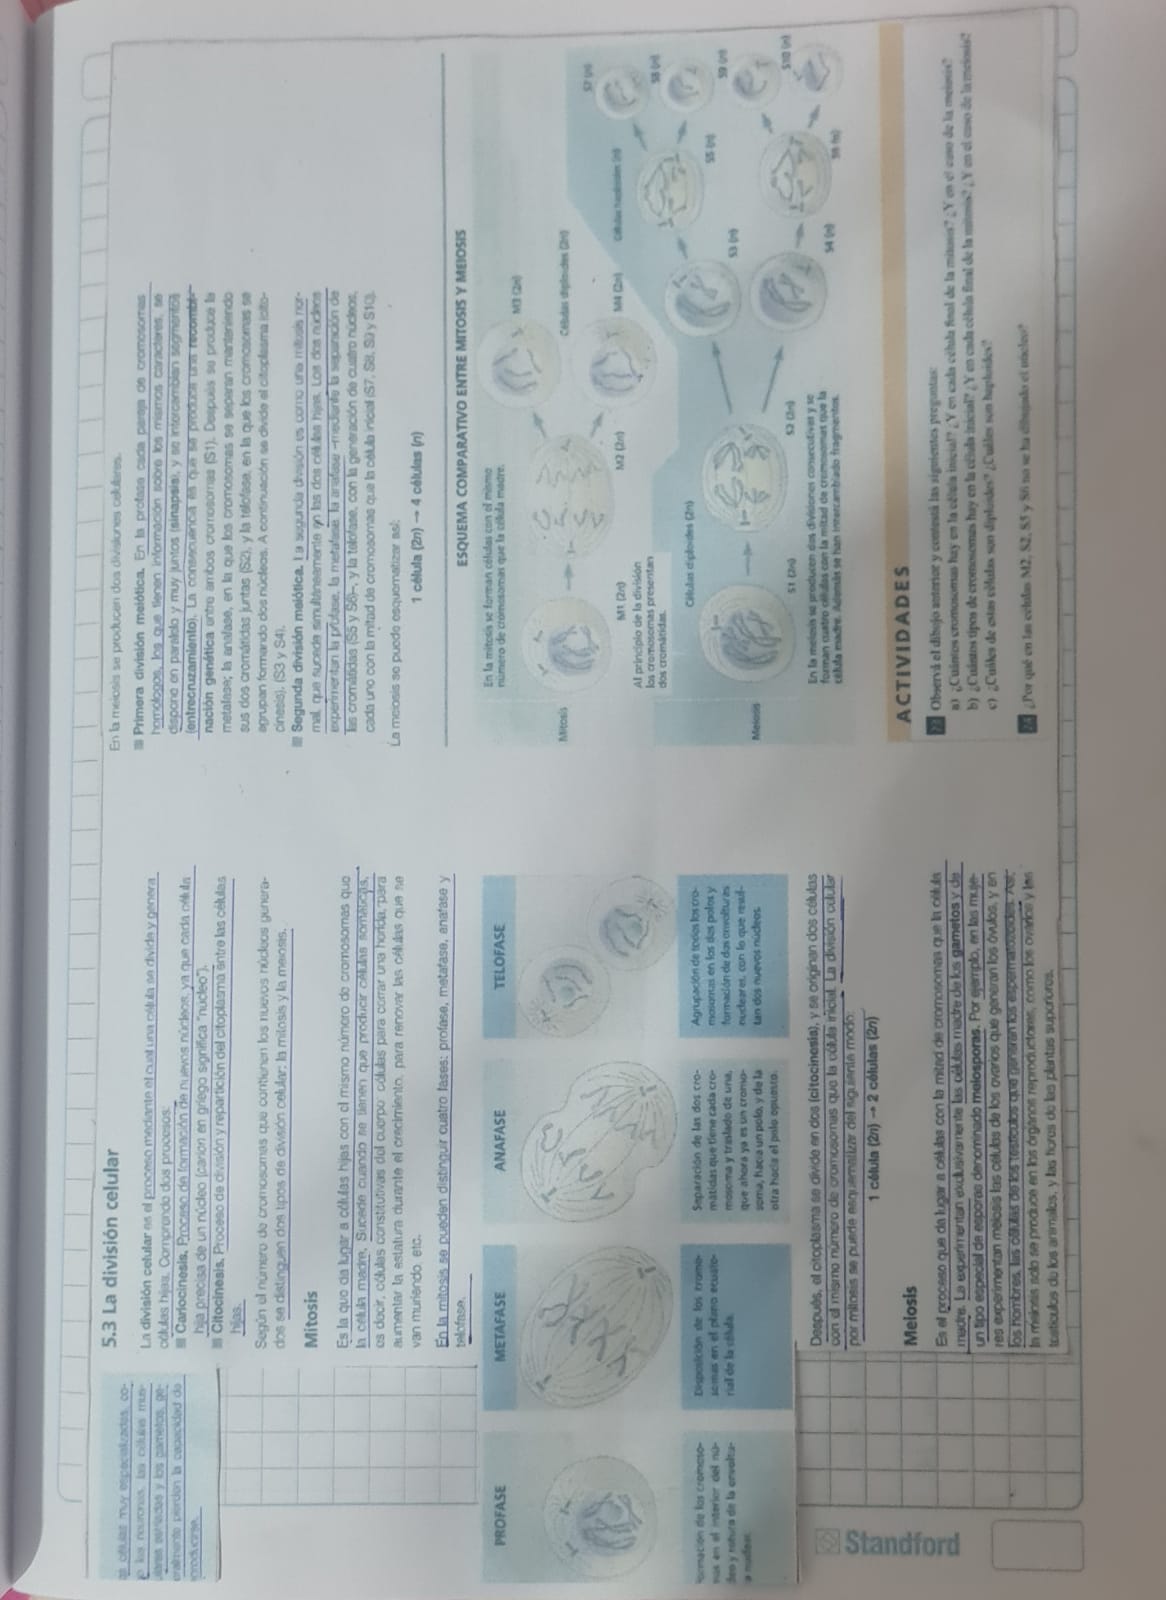 as células muy especializadas, co-
o las neuronas, las células mus-
ulares estriadas y los gametos, ge-
eralmente pierden la capacidad de
eproducirse.
5.3 La división celular
La división celular es el proceso mediante el cual una célula se divide y genera
células hijas. Comprende dos procesos:
Cariocinesis. Proceso de formación de nuevos núcleos, ya que cada célula
hija precisa de un núcleo (carion en griego significa "núcleo").
Citocinesis. Proceso de división y repartición del citoplasma entre las células
hijas.
Según el número de cromosomas que contienen los nuevos núcleos genera-
dos se distinguen dos tipos de división celular: la mitosis y la meiosis.
Mitosis
Es la que da lugar a células hijas con el mismo número de cromosomas que
la célula madre. Sucede cuando se tienen que producir células somáticas,
es decir, células constitutivas del cuerpo: células para cerrar una herida, para
aumentar la estatura durante el crecimiento, para renovar las células que se
van muriendo, etc.
En la mitosis se pueden distinguir cuatro fases: profase, metafase, anafase y
telofase.
PROFASE
METAFASE
ANAFASE
TELOFASE
Formación de los cromoso-
mas en el interior del nú-
cleo y rotura de la envoltu-
a nuclear.
Disposición de los cromo-
somas en el plano ecuato-
rial de la célula.
Separación de las dos cro-
mátidas que tiene cada cro-
mosoma y traslado de una,
que ahora ya es un cromo-
soma, hacia un polo, y de la
otra hacia el polo opuesto.
Agrupación de todos los cro-
mosomas en los dos polos y
formación de dos envolturas
nucleares, con lo que resul-
tan dos nuevos núcleos.
Después, el citoplasma se divide en dos (citocinesis), y se originan dos células
con el mismo número de cromosomas que la célula inicial. La división celular
por mitosis se puede esquematizar del siguiente modo:
1 célula (2n) → 2 células (2n)
Meiosis
Es el proceso que da lugar a células con la mitad de cromosomas que la célula
madre. La experimentan exclusivamente las células madre de los gametos y de
un tipo especial de esporas denominado meiosporas. Por ejemplo, en las muje-
res experimentan meiosis las células de los ovarios que generan los óvulos, y en
los hombres, las células de los testículos que generan los espermatozoides. Así,
la meiosis solo se produce en los órganos reproductores, como los ovarios y los
testículos de los animales, y las flores de las plantas superiores.
Standford
En la meiosis se producen dos divisiones celulares.
Primera división meiótica. En la profase cada pareja de cromosomas
homólogos, los que tienen información sobre los mismos caracteres, se
dispone en paralelo y muy juntos (sinapsis), y se intercambian segmentos
(entrecruzamiento). La consecuencia es que se produce una recombi-
nación genética entre ambos cromosomas (S1). Después se produce la
metafase; la anafase, en la que los cromosomas se separan manteniendo
sus dos cromátidas juntas (S2), y la telofase, en la que los cromosomas se
agrupan formando dos núcleos. A continuación se divide el citoplasma (cito-
cinesis). (S3 y S4).
Segunda división meiótica. La segunda división es como una mitosis nor-
mal, que sucede simultáneamente en las dos células hijas. Los dos núcleos
experimentan la profase, la metafase, la anafase –mediante la separación de
las cromátidas (S5 y S6)–, y la telofase, con la generación de cuatro núcleos,
cada uno con la mitad de cromosomas que la célula inicial (S7, S8, S9 y S10).
La meiosis se puede esquematizar así:
1 célula (2n) → 4 células (n)
ESQUEMA COMPARATIVO ENTRE MITOSIS Y MEIOSIS
En la mitosis se forman células con el mismo
número de cromosomas que la célula madre.
M3 (2n)
Mitosis
Células diploides (2n)
S7 (n)
M1 (2n)
M2 (2n)
M4 (2n)
Células haploides (n)
Al principio de la división
los cromosomas presentan
dos cromátidas.
S8 (n)
Células diploides (2n)
S5 (n)
S9 (n)
S3 (n)
Meiosis
S1 (2n)
S2 (2n)
S10 (n)
En la meiosis se producen dos divisiones consecutivas y se
forman cuatro células con la mitad de cromosomas que la
célula madre. Además se han intercambiado fragmentos.
S4 (n)
S6 (n)
ACTIVIDADES
23 Observá el dibujo anterior y contestá las siguientes preguntas:
a) ¿Cuántos cromosomas hay en la célula inicial? ¿Y en cada célula final de la mitosis? ¿Y en el caso de la meiosis?
b) ¿Cuántos tipos de cromosomas hay en la célula inicial? ¿Y en cada célula final de la mitosis? ¿Y en el caso de la meiosis?
c) ¿Cuáles de estas células son diploides? ¿Cuáles son haploides?
24 ¿Por qué en las células M2, S2, S5 y S6 no se ha dibujado el núcleo?